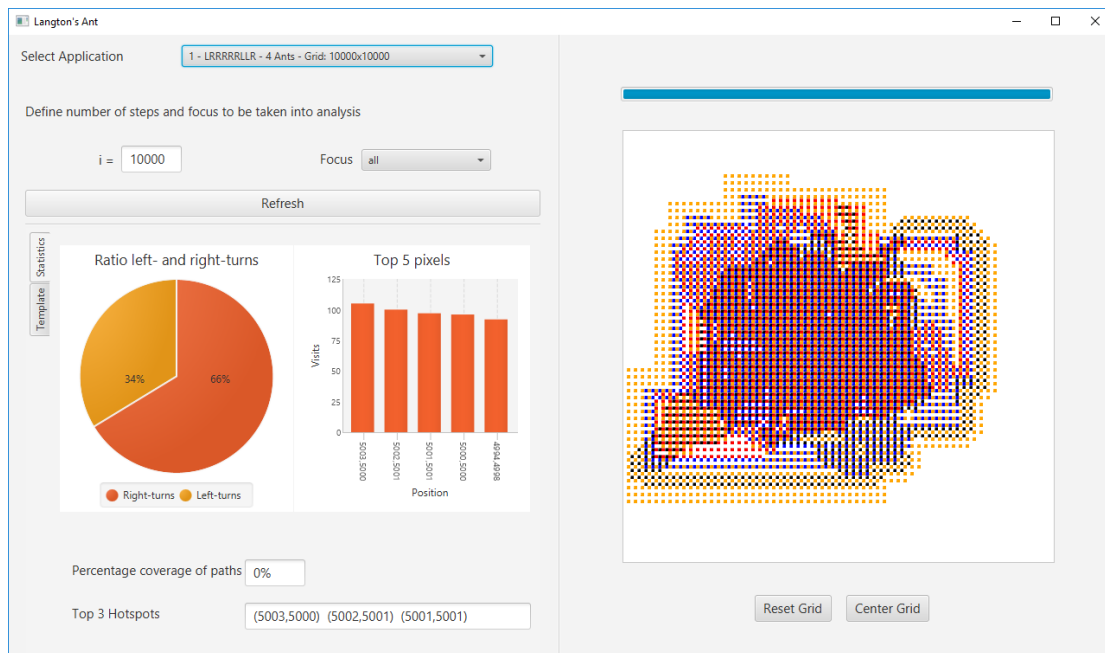 Langton's Ant
Select Application
1 - LRRRRRLLR - 4 Ants - Grid: 10000x10000
Define number of steps and focus to be taken into analysis
i =
10000
Focus
all
Refresh
Statistics
Template
Ratio left- and right-turns
34%
66%
Right-turns
Left-turns
Top 5 pixels
125
100
75
50
25
0
Visits
5003,5000
5002,5001
5001,5001
5000,5000
4994,4998
Position
Percentage coverage of paths
0%
Top 3 Hotspots
(5003,5000) (5002,5001) (5001,5001)
Reset Grid
Center Grid